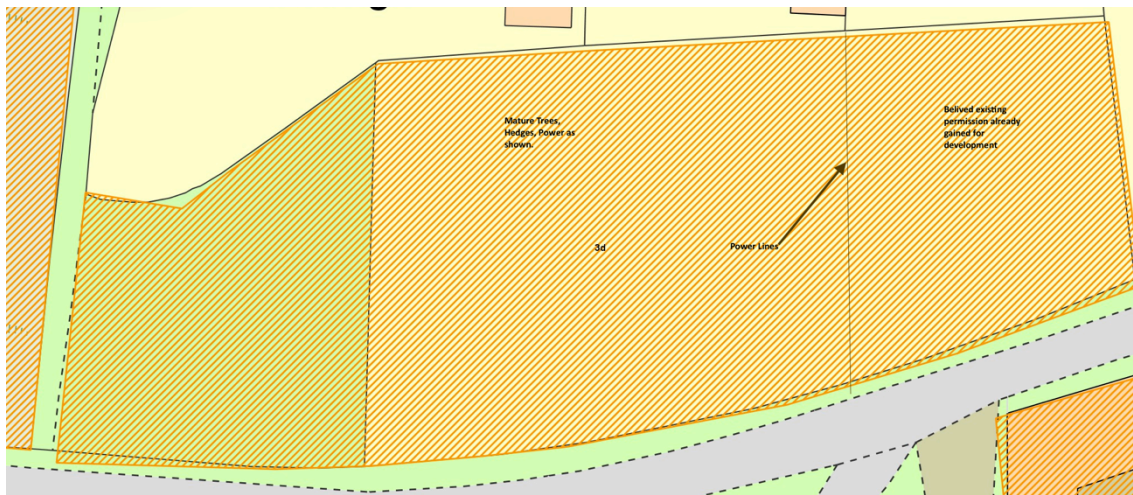 Mature Trees,
Hedges, Power as
shown.
Belived existing
permission already
gained for
development
3d
Power Lines